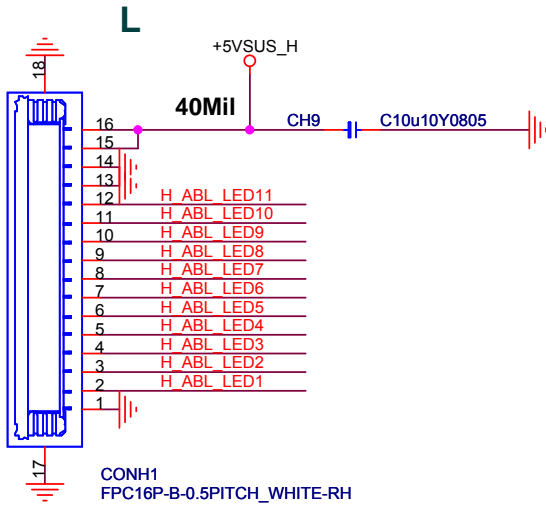 L
+5VSUS_H
18
40Mil
CH9
C10u10Y0805
16
15
14
13
12
H_ABL_LED11
11
H_ABL_LED10
10
H_ABL_LED9
9
H_ABL_LED8
8
H_ABL_LED7
7
H_ABL_LED6
6
H_ABL_LED5
5
H_ABL_LED4
4
H_ABL_LED3
3
H_ABL_LED2
2
H_ABL_LED1
1
17
CONH1
FPC16P-B-0.5PITCH_WHITE-RH